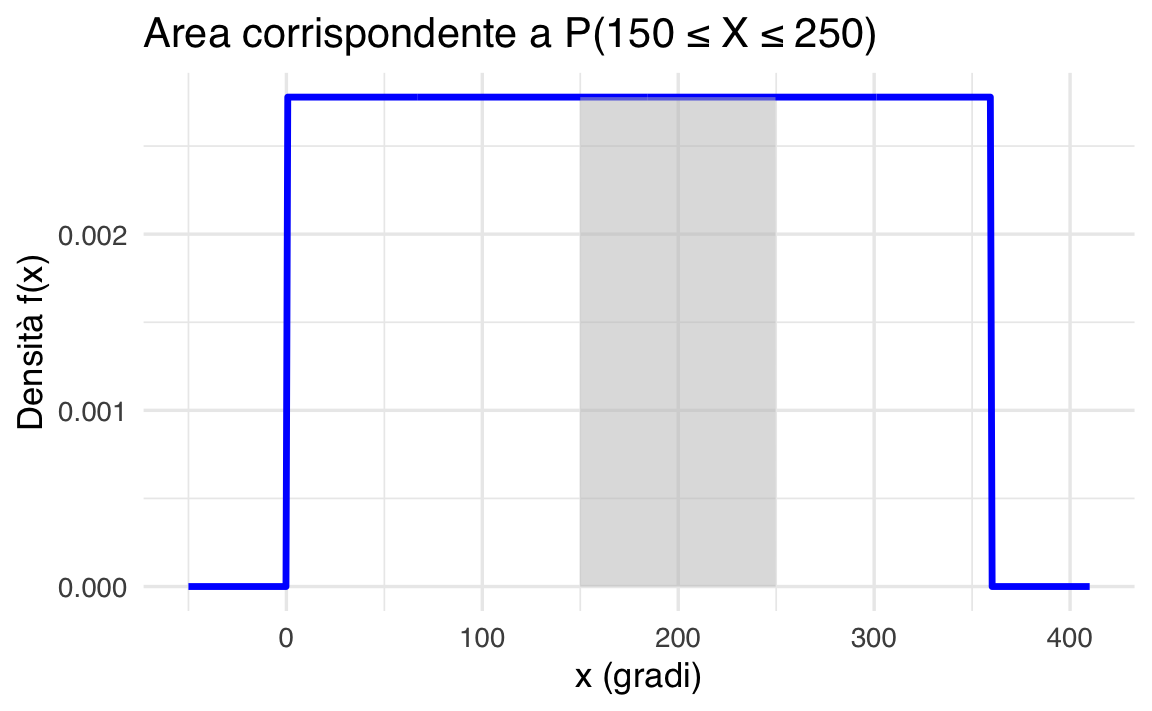 Area corrispondente a P(150 ≤ X ≤ 250)
Densità f(x)
0.002
0.001
0.000
0 100 200 300 400
x (gradi)